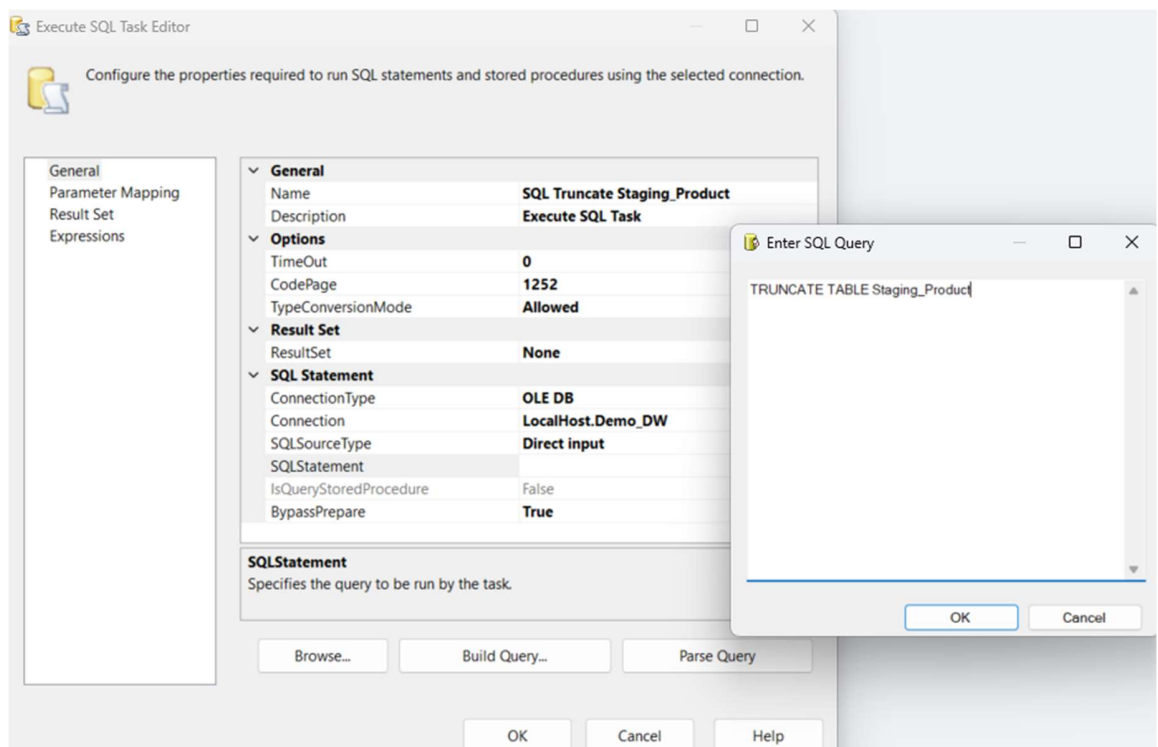 Execute SQL Task Editor
Configure the properties required to run SQL statements and stored procedures using the selected connection.
General
Parameter Mapping
Result Set
Expressions
General
Name SQL Truncate Staging_Product
Description Execute SQL Task
Options
TimeOut 0
CodePage 1252
TypeConversionMode Allowed
Result Set
ResultSet None
SQL Statement
ConnectionType OLE DB
Connection LocalHost.Demo_DW
SQLSourceType Direct input
SQLStatement
IsQueryStoredProcedure False
BypassPrepare True
SQLStatement
Specifies the query to be run by the task.
Browse... Build Query... Parse Query
OK Cancel Help
Enter SQL Query
TRUNCATE TABLE Staging_Product
OK Cancel